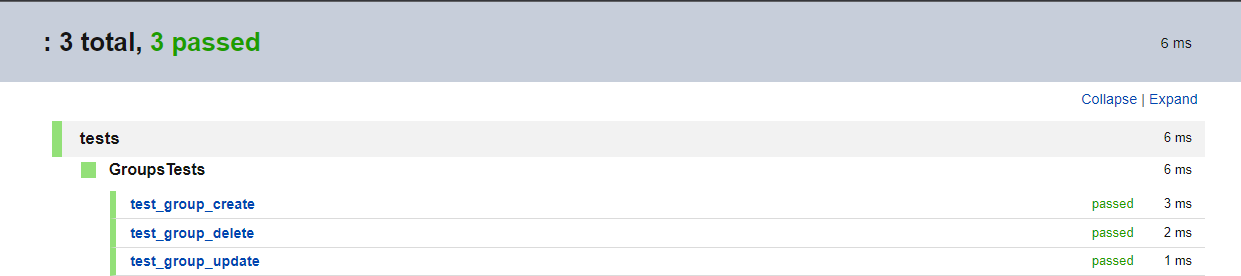 : 3 total, 3 passed 6 ms
Collapse | Expand
tests 6 ms
GroupsTests 6 ms
test_group_create passed 3 ms
test_group_delete passed 2 ms
test_group_update passed 1 ms